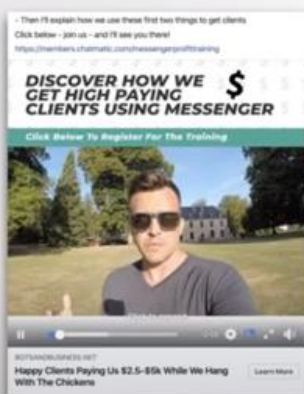 - Then I'll explain how we use these first two things to get clients
Click below - join us - and I'll see you there!
https://members.chatmatic.com/messengerprofittraining
DISCOVER HOW WE
GET HIGH PAYING
CLIENTS USING MESSENGER
$
Click Below To Register For The Training
BOTSANDBUSINESS.NET
Happy Clients Paying Us $2.5-$5k While We Hang
With The Chickens
Learn More